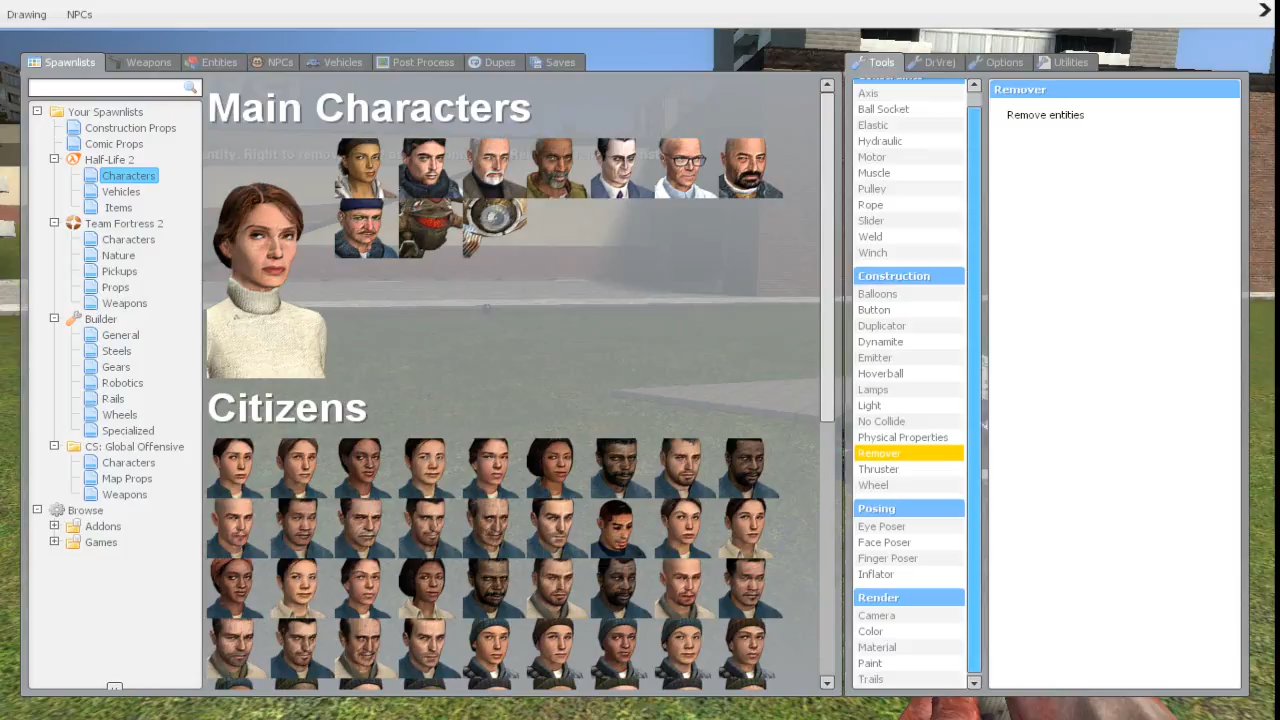 Drawing NPCs
Spawnlists Weapons Entities NPCs Vehicles Post Process Dupes Saves
Your Spawnlists
Construction Props
Comic Props
Half-Life 2
Characters
Vehicles
Items
Team Fortress 2
Characters
Nature
Pickups
Props
Weapons
Builder
General
Steels
Gears
Robotics
Rails
Wheels
Specialized
CS: Global Offensive
Characters
Map Props
Weapons
Browse
Addons
Games
Main Characters
Citizens
Tools DrVrej Options Utilities
Axis
Ball Socket
Elastic
Hydraulic
Motor
Muscle
Pulley
Rope
Slider
Weld
Winch
Construction
Balloons
Button
Duplicator
Dynamite
Emitter
Hoverball
Lamps
Light
No Collide
Physical Properties
Remover
Thruster
Wheel
Posing
Eye Poser
Face Poser
Finger Poser
Inflator
Render
Camera
Color
Material
Paint
Trails
Remover
Remove entities